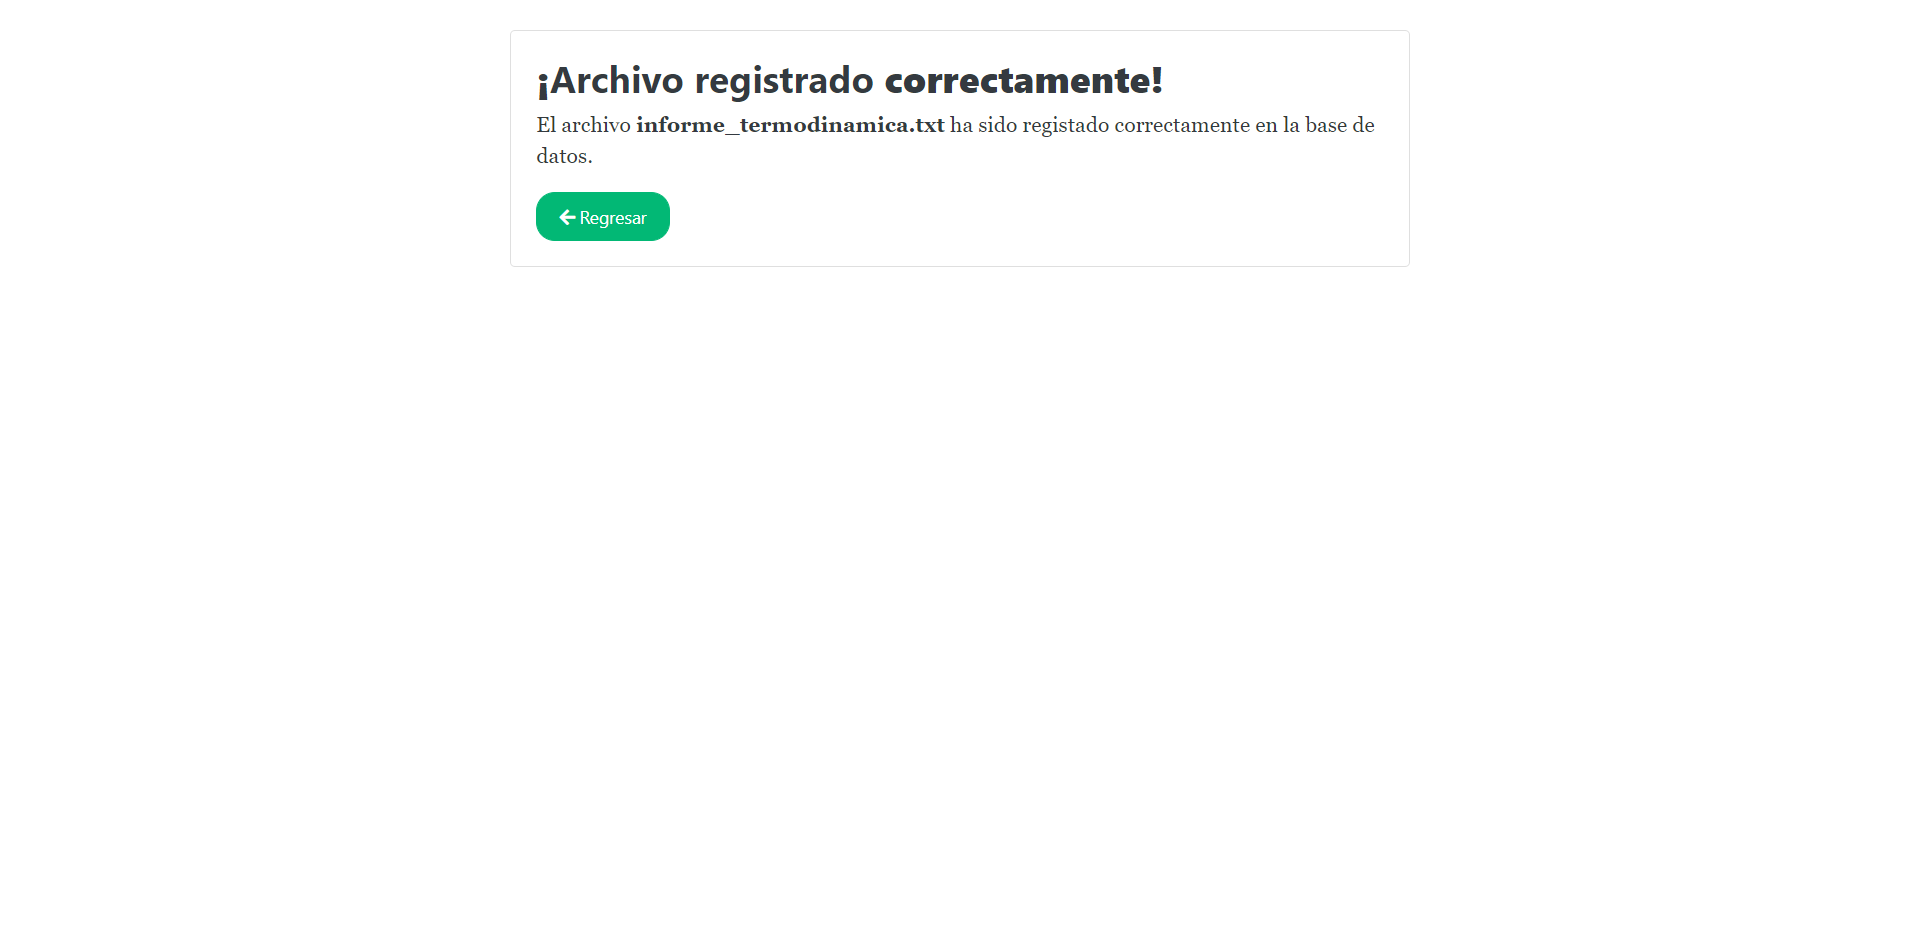 ¡Archivo registrado correctamente!
El archivo informe_termodinamica.txt ha sido registado correctamente en la base de
datos.
Regresar